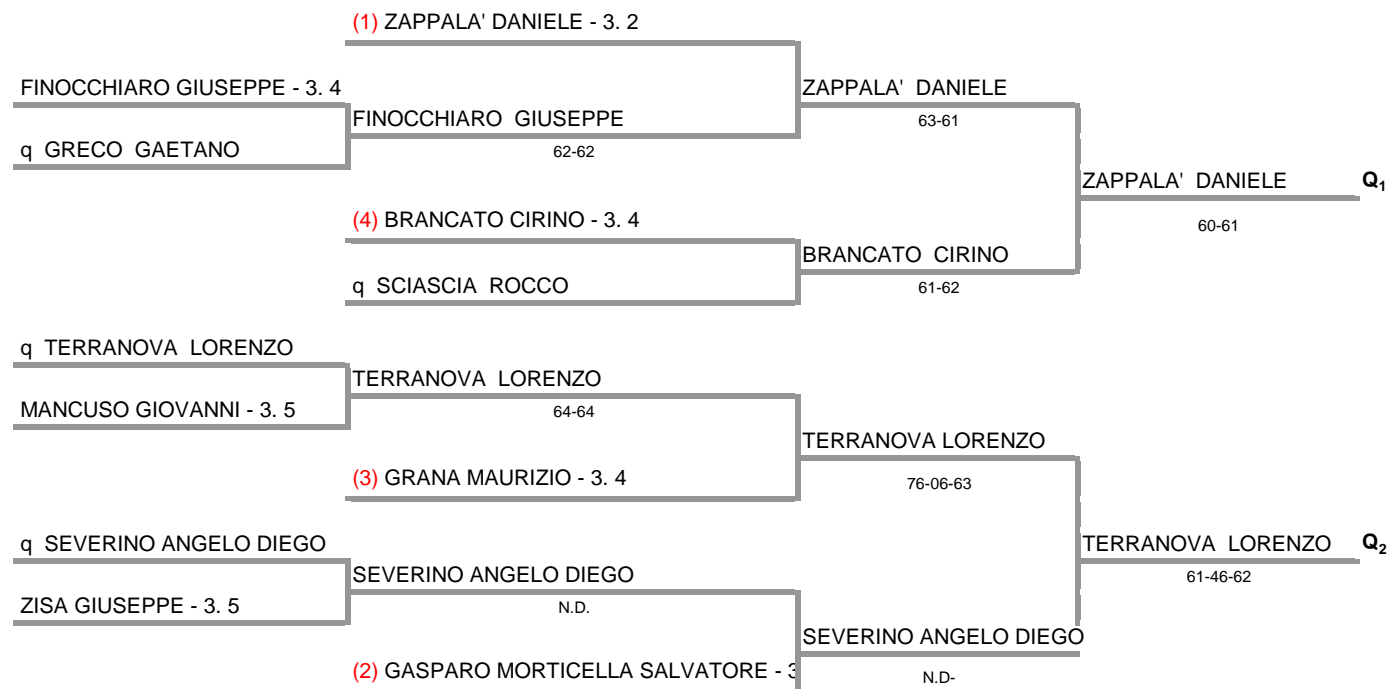 (1) ZAPPALA' DANIELE - 3. 2
FINOCCHIARO GIUSEPPE - 3. 4
ZAPPALA' DANIELE
FINOCCHIARO GIUSEPPE
63-61
q GRECO GAETANO
62-62
ZAPPALA' DANIELE Q1
(4) BRANCATO CIRINO - 3. 4
60-61
BRANCATO CIRINO
q SCIASCIA ROCCO
61-62
q TERRANOVA LORENZO
TERRANOVA LORENZO
MANCUSO GIOVANNI - 3. 5
64-64
TERRANOVA LORENZO
(3) GRANA MAURIZIO - 3. 4
76-06-63
q SEVERINO ANGELO DIEGO
TERRANOVA LORENZO Q2
SEVERINO ANGELO DIEGO
61-46-62
ZISA GIUSEPPE - 3. 5
N.D.
SEVERINO ANGELO DIEGO
(2) GASPARO MORTICELLA SALVATORE - 3
N.D-